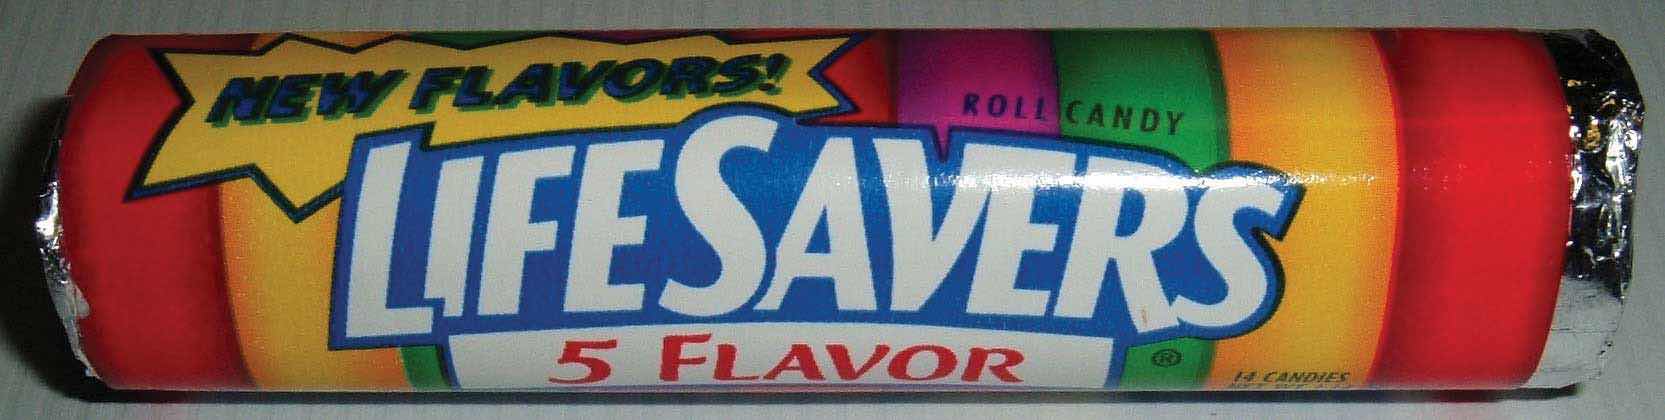 NEW FLAVORS!
ROLL CANDY
LIFESAVERS
5 FLAVOR ®
14 CANDIES